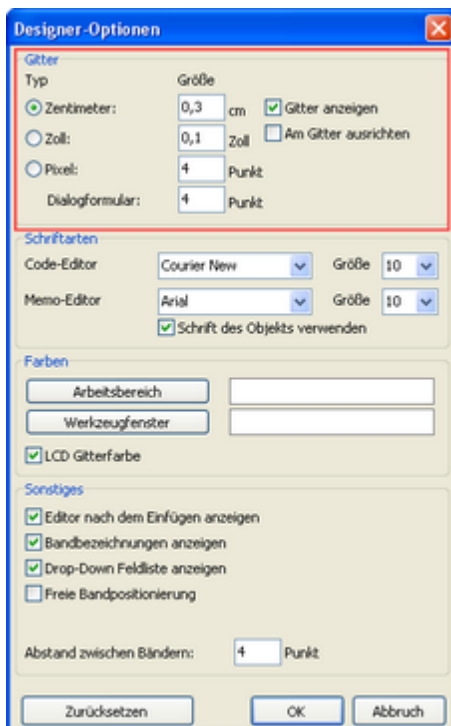 Designer-Optionen
Gitter
Typ Größe
Zentimeter: 0,3 cm Gitter anzeigen
Zoll: 0,1 Zoll Am Gitter ausrichten
Pixel: 4 Punkt
Dialogformular: 4 Punkt
Schriftarten
Code-Editor Courier New Größe 10
Memo-Editor Arial Größe 10
Schrift des Objekts verwenden
Farben
Arbeitsbereich
Werkzeugfenster
LCD Gitterfarbe
Sonstiges
Editor nach dem Einfügen anzeigen
Bandbezeichnungen anzeigen
Drop-Down Feldliste anzeigen
Freie Bandpositionierung
Abstand zwischen Bändern: 4 Punkt
Zurücksetzen OK Abbruch